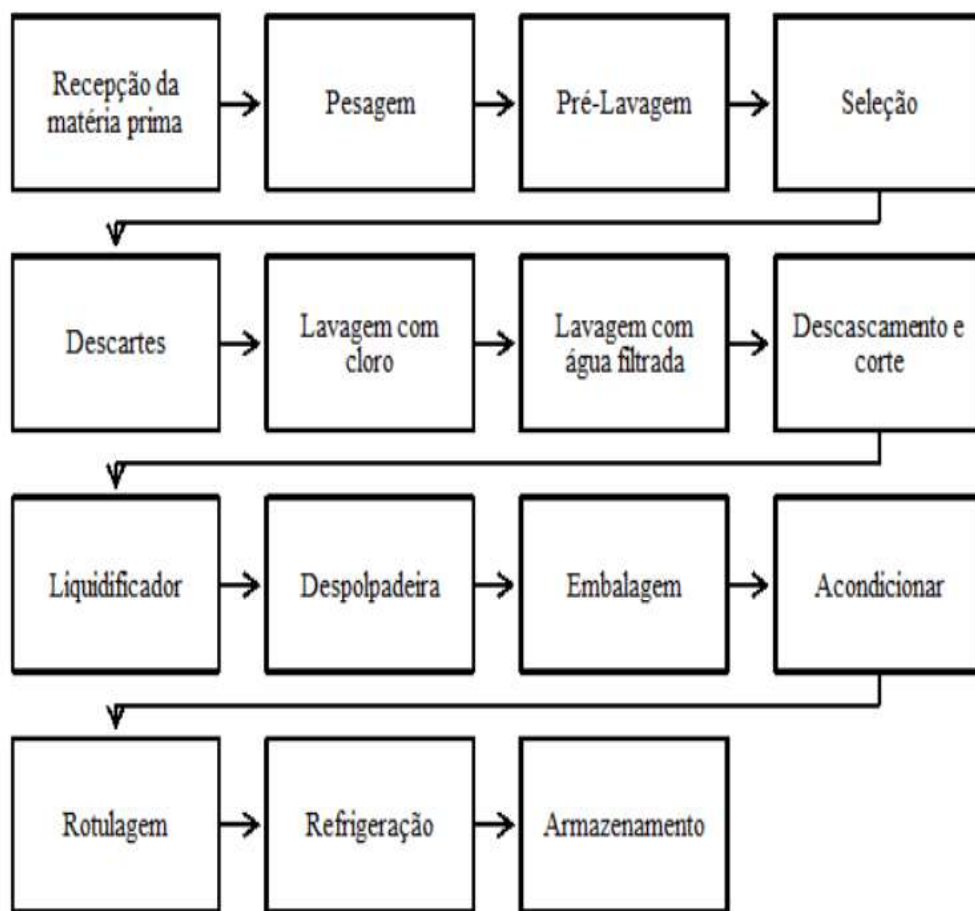 Recepção da
matéria prima
Pesagem
Pré-Lavagem
Seleção
Descartes
Lavagem com
cloro
Lavagem com
água filtrada
Descascamento e
corte
Liquidificador
Despolpadeira
Embalagem
Acondicionar
Rotulagem
Refrigeração
Armazenamento